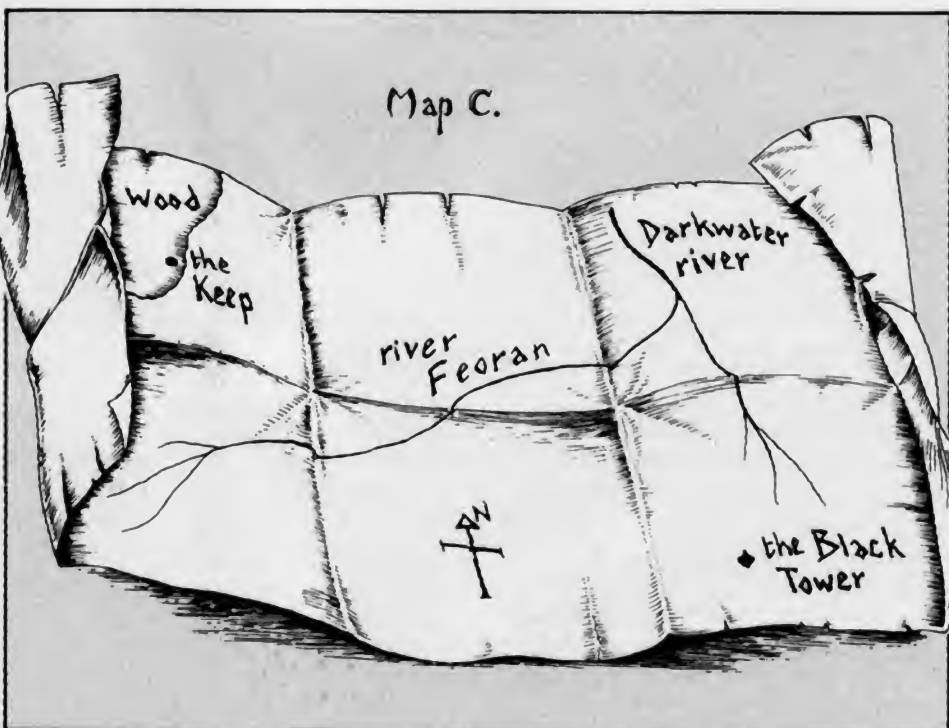 Map C.
Wood
the
Keep
Darkwater
river
river
Feoran
N
the Black
Tower